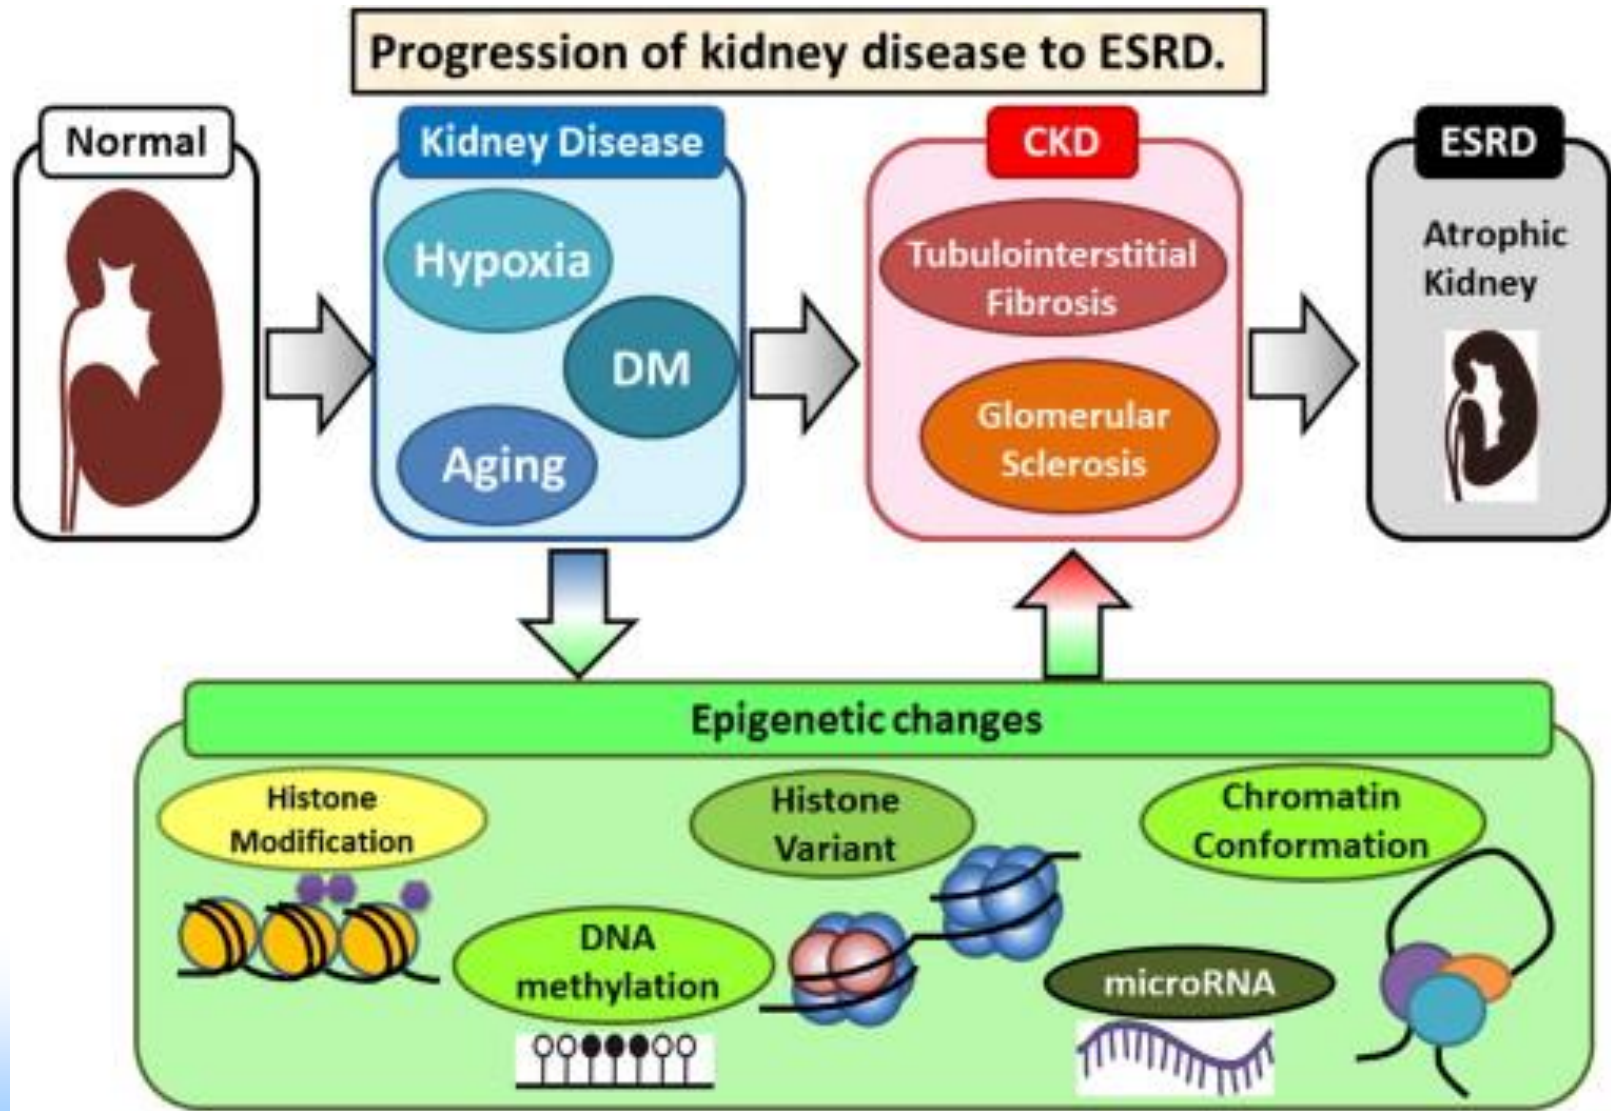 Progression of kidney disease to ESRD.
Normal
Kidney Disease
CKD
ESRD
Hypoxia
DM
Aging
Tubulointerstitial
Fibrosis
Glomerular
Sclerosis
Atrophic
Kidney
Epigenetic changes
Histone
Modification
DNA
methylation
Histone
Variant
microRNA
Chromatin
Conformation